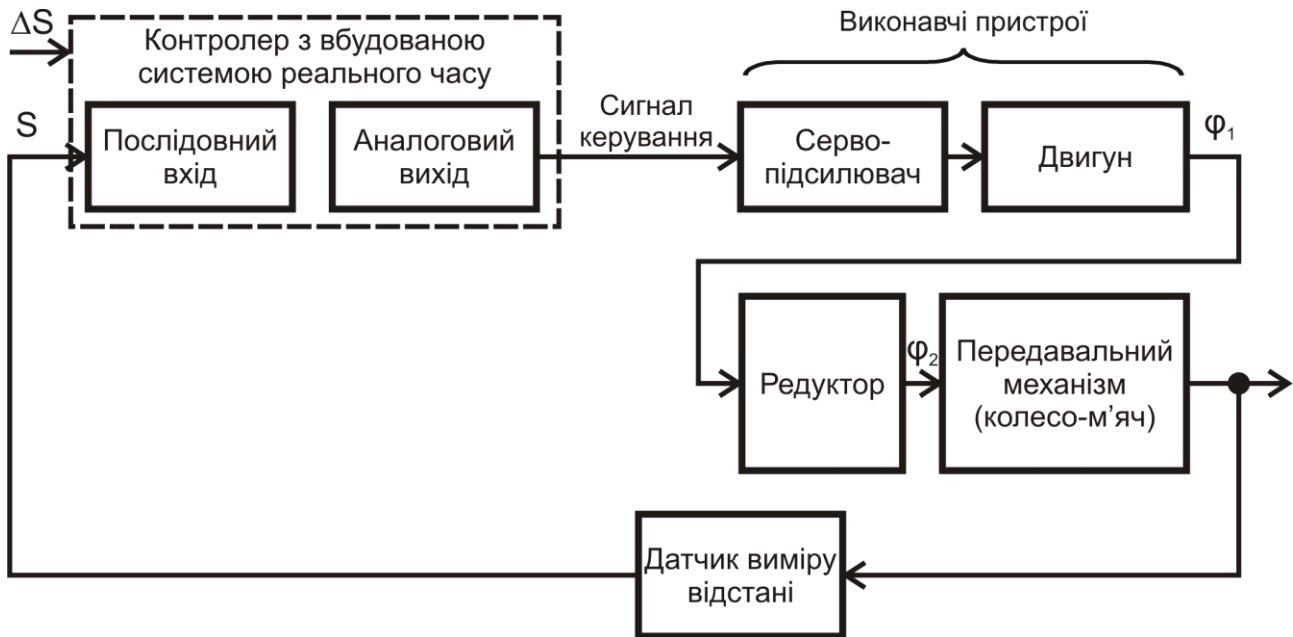 ΔS
Контролер з вбудованою
системою реального часу
Виконавчі пристрої
S
Послідовний
вхід
Аналоговий
вихід
Сигнал
керування
Серво-
підсилювач
Двигун
φ₁
Редуктор
φ₂
Передавальний
механізм
(колесо-м’яч)
Датчик виміру
відстані